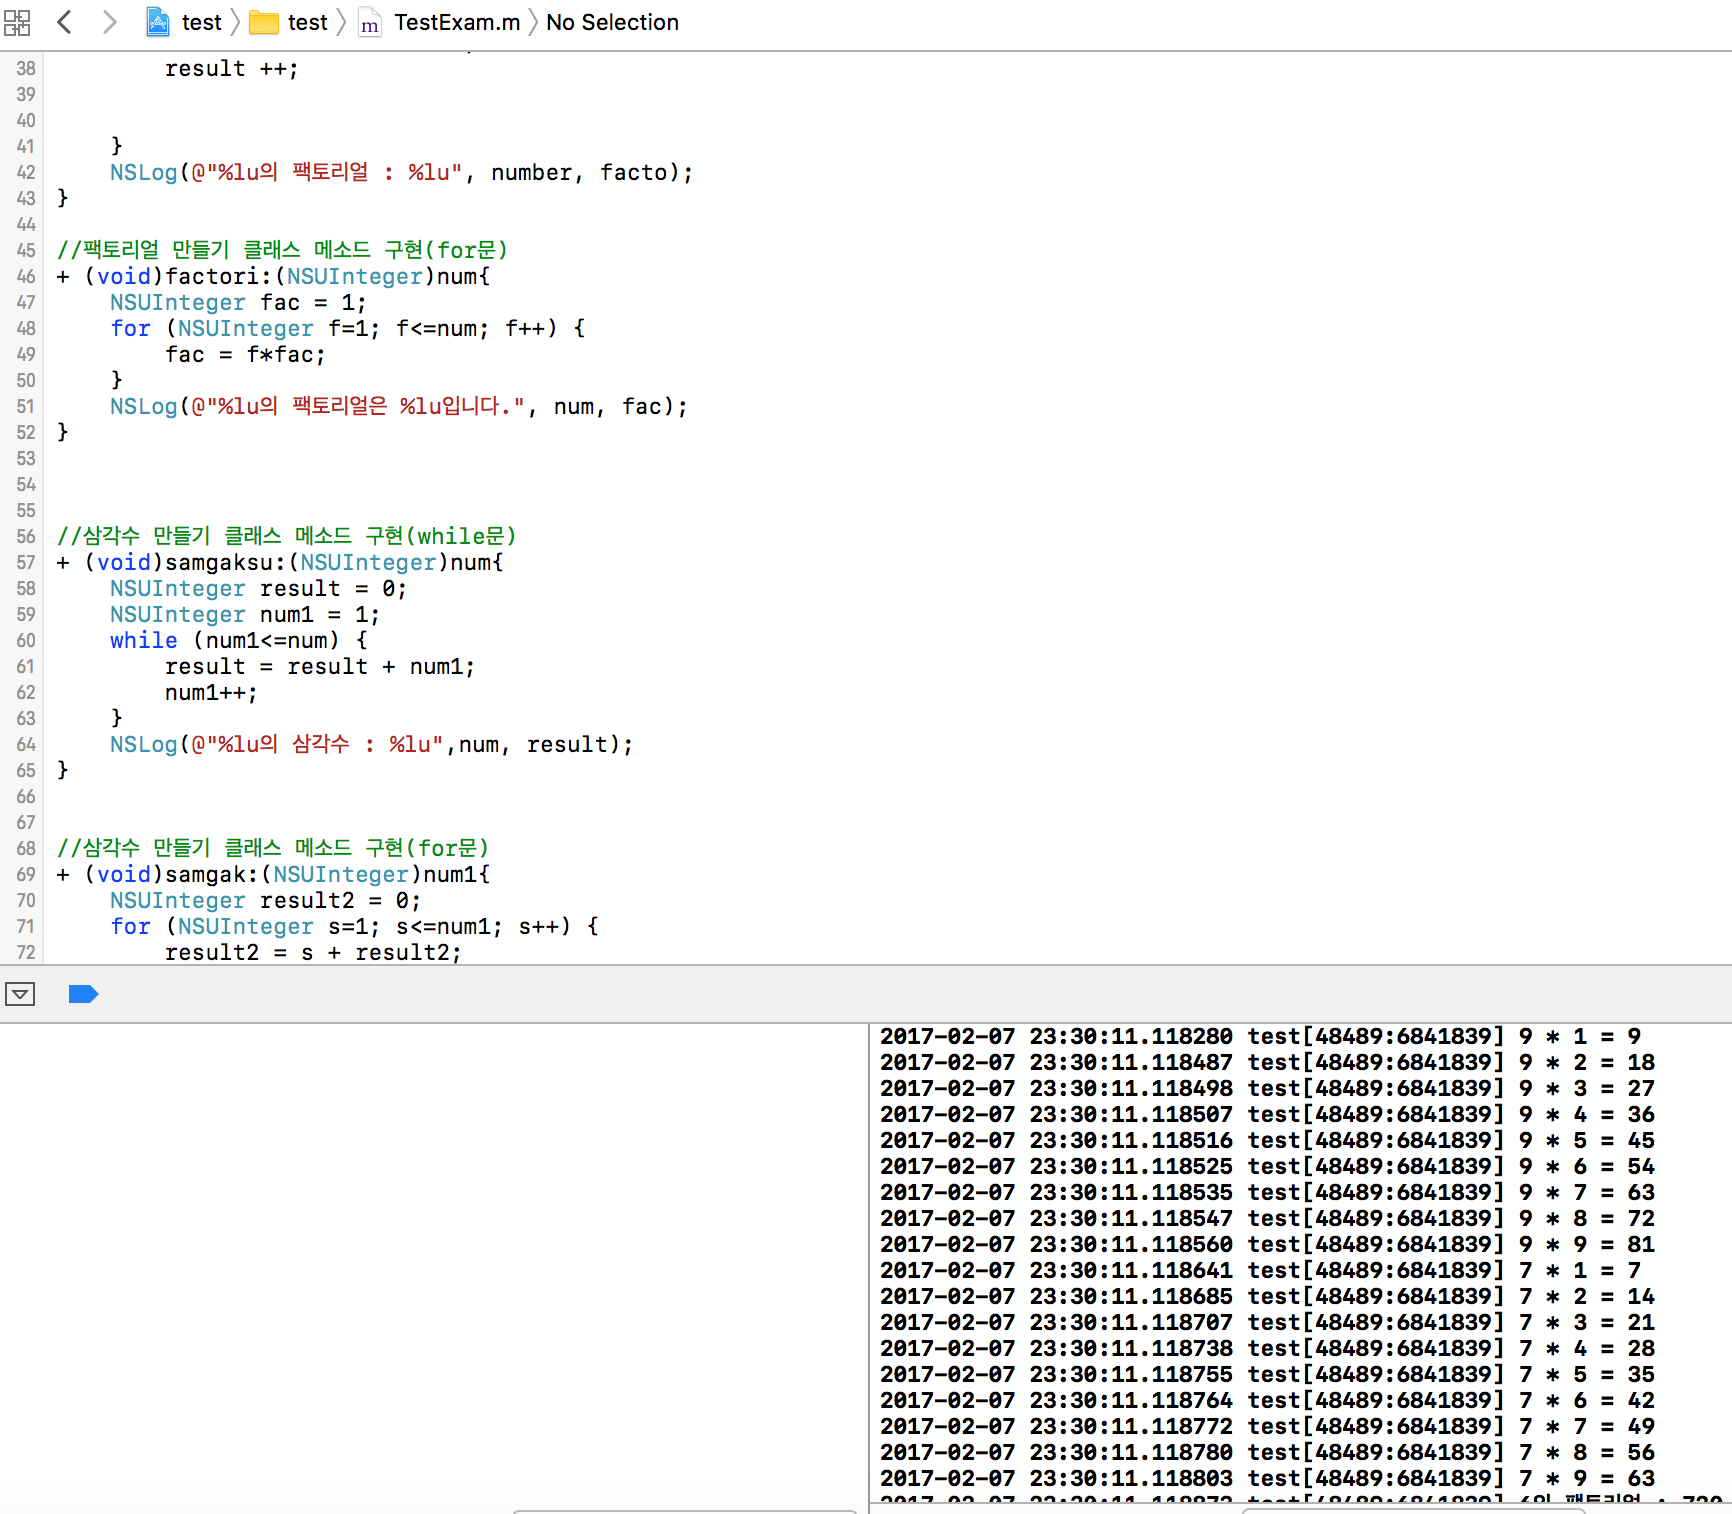 test test TestExam.m No Selection
38 result ++;
39
40
41 }
42 NSLog(@"%lu의 팩토리얼 : %lu", number, facto);
43 }
44
45 //팩토리얼 만들기 클래스 메소드 구현(for문)
46 + (void)factori:(NSUInteger)num{
47 NSUInteger fac = 1;
48 for (NSUInteger f=1; f<=num; f++) {
49 fac = f*fac;
50 }
51 NSLog(@"%lu의 팩토리얼은 %lu입니다.", num, fac);
52 }
53
54
55
56 //삼각수 만들기 클래스 메소드 구현(while문)
57 + (void)samgaksu:(NSUInteger)num{
58 NSUInteger result = 0;
59 NSUInteger num1 = 1;
60 while (num1<=num) {
61 result = result + num1;
62 num1++;
63 }
64 NSLog(@"%lu의 삼각수 : %lu",num, result);
65 }
66
67
68 //삼각수 만들기 클래스 메소드 구현(for문)
69 + (void)samgak:(NSUInteger)num1{
70 NSUInteger result2 = 0;
71 for (NSUInteger s=1; s<=num1; s++) {
72 result2 = s + result2;
2017-02-07 23:30:11.118280 test[48489:6841839] 9 * 1 = 9
2017-02-07 23:30:11.118487 test[48489:6841839] 9 * 2 = 18
2017-02-07 23:30:11.118498 test[48489:6841839] 9 * 3 = 27
2017-02-07 23:30:11.118507 test[48489:6841839] 9 * 4 = 36
2017-02-07 23:30:11.118516 test[48489:6841839] 9 * 5 = 45
2017-02-07 23:30:11.118525 test[48489:6841839] 9 * 6 = 54
2017-02-07 23:30:11.118535 test[48489:6841839] 9 * 7 = 63
2017-02-07 23:30:11.118547 test[48489:6841839] 9 * 8 = 72
2017-02-07 23:30:11.118560 test[48489:6841839] 9 * 9 = 81
2017-02-07 23:30:11.118641 test[48489:6841839] 7 * 1 = 7
2017-02-07 23:30:11.118685 test[48489:6841839] 7 * 2 = 14
2017-02-07 23:30:11.118707 test[48489:6841839] 7 * 3 = 21
2017-02-07 23:30:11.118738 test[48489:6841839] 7 * 4 = 28
2017-02-07 23:30:11.118755 test[48489:6841839] 7 * 5 = 35
2017-02-07 23:30:11.118764 test[48489:6841839] 7 * 6 = 42
2017-02-07 23:30:11.118772 test[48489:6841839] 7 * 7 = 49
2017-02-07 23:30:11.118780 test[48489:6841839] 7 * 8 = 56
2017-02-07 23:30:11.118803 test[48489:6841839] 7 * 9 = 63